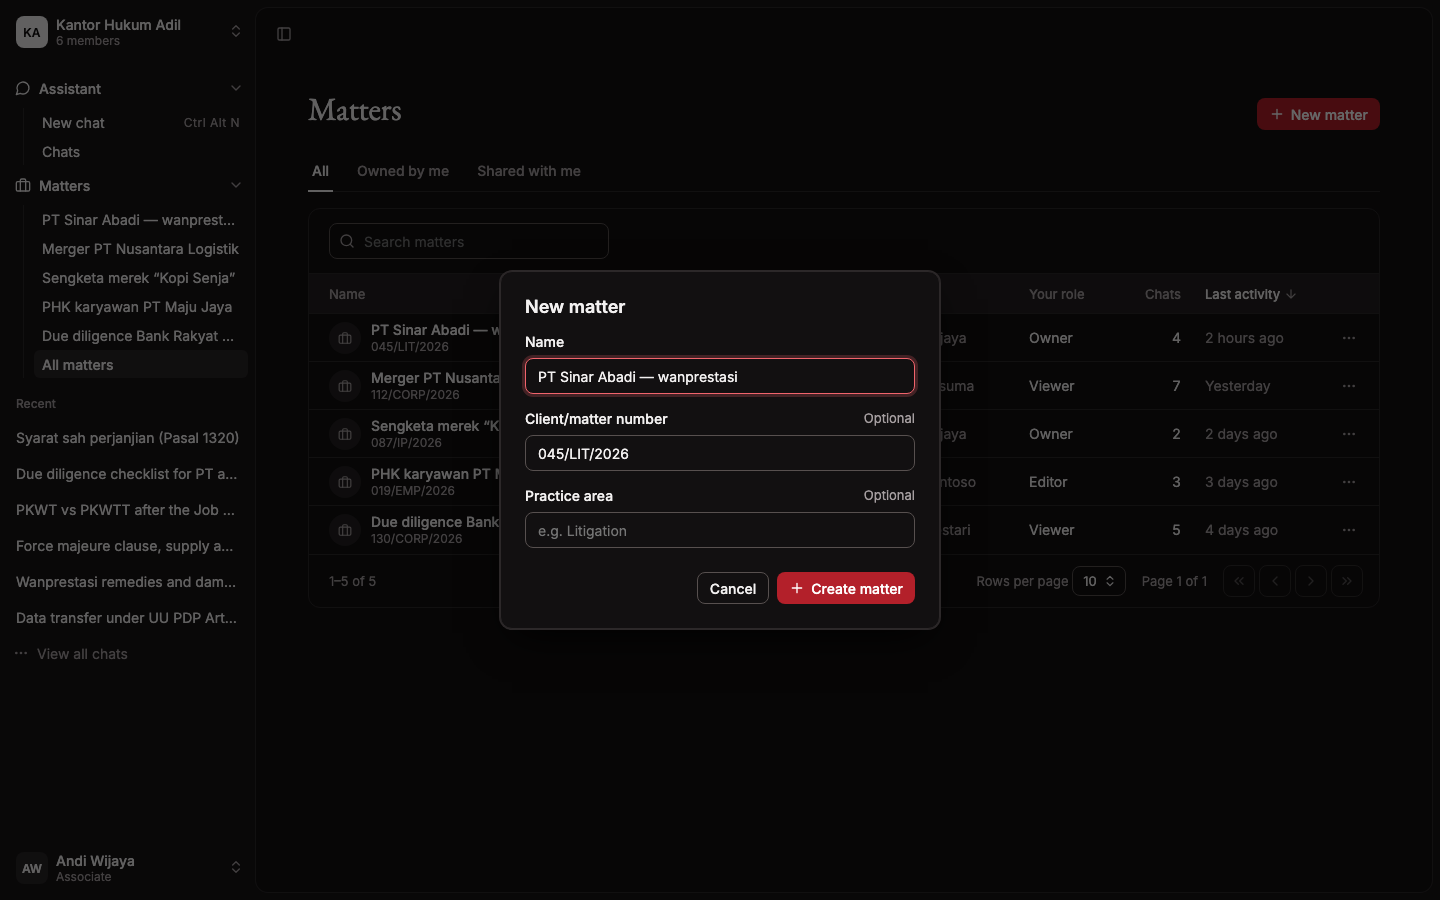 KA
Kantor Hukum Adil
6 members
Assistant
New chat Ctrl Alt N
Chats
Matters
PT Sinar Abadi — wanprest...
Merger PT Nusantara Logistik
Sengketa merek “Kopi Senja”
PHK karyawan PT Maju Jaya
Due diligence Bank Rakyat ...
All matters
Recent
Syarat sah perjanjian (Pasal 1320)
Due diligence checklist for PT a...
PKWT vs PKWTT after the Job ...
Force majeure clause, supply a...
Wanprestasi remedies and dam...
Data transfer under UU PDP Art...
View all chats
AW
Andi Wijaya
Associate
Matters
New matter
All Owned by me Shared with me
Search matters
Name Your role Chats Last activity
PT Sinar Abadi — w jaya Owner 4 2 hours ago
045/LIT/2026
Merger PT Nusanta suma Viewer 7 Yesterday
112/CORP/2026
Sengketa merek “K jaya Owner 2 2 days ago
087/IP/2026
PHK karyawan PT M ntoso Editor 3 3 days ago
019/EMP/2026
Due diligence Bank stari Viewer 5 4 days ago
130/CORP/2026
1–5 of 5 Rows per page 10 Page 1 of 1
New matter
Name
PT Sinar Abadi — wanprestasi
Client/matter number Optional
045/LIT/2026
Practice area Optional
e.g. Litigation
Cancel Create matter